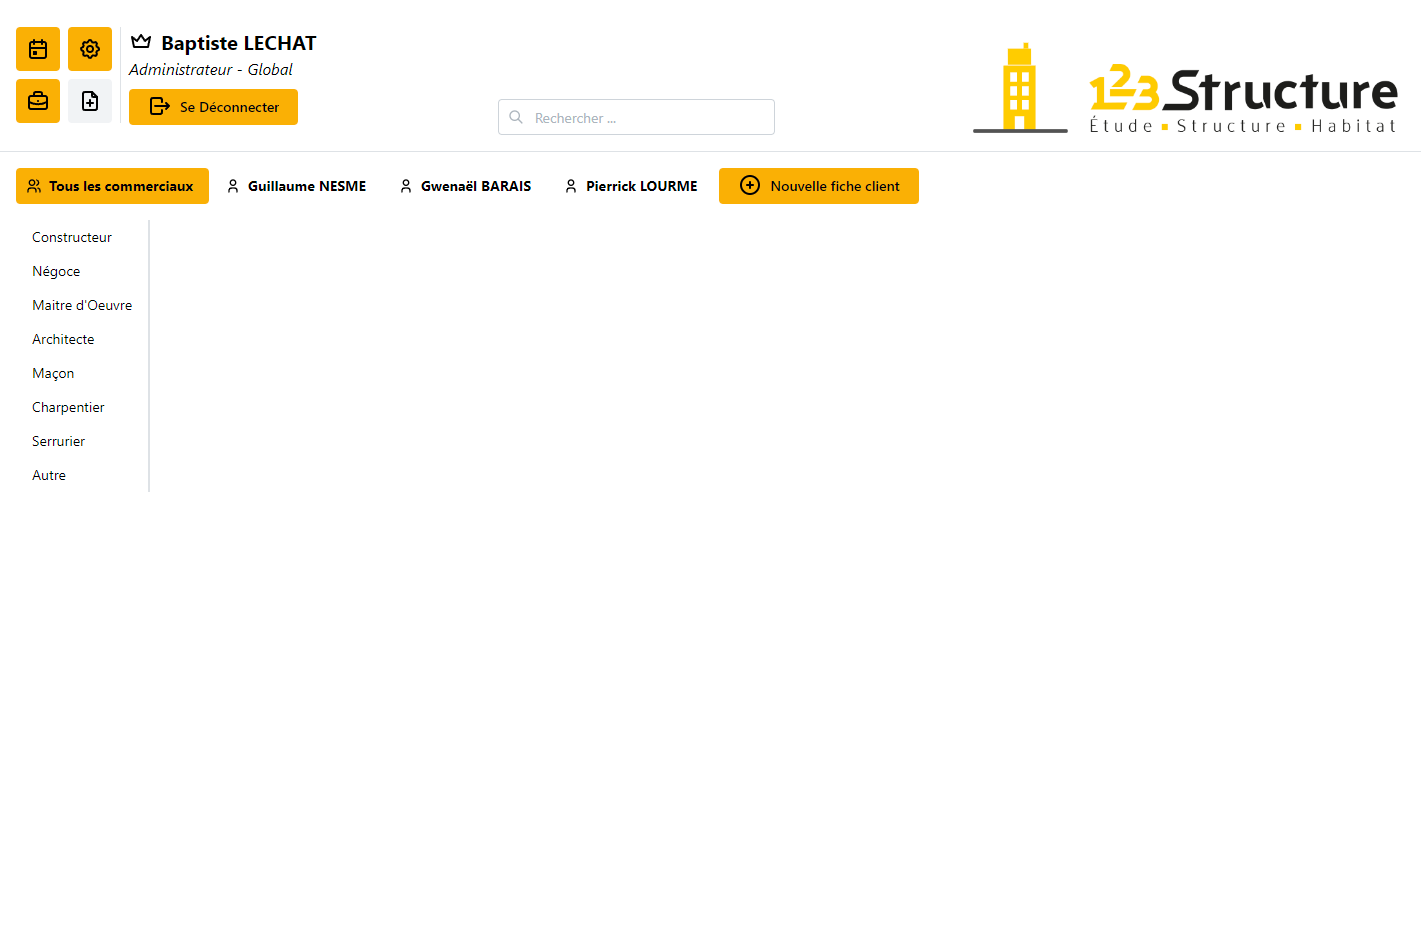 Baptiste LECHAT
Administrateur - Global
Se Déconnecter
Rechercher ...
123 Structure
Étude ▪ Structure ▪ Habitat
Tous les commerciaux
Guillaume NESME
Gwenaël BARAIS
Pierrick LOURME
Nouvelle fiche client
Constructeur
Négoce
Maitre d'Oeuvre
Architecte
Maçon
Charpentier
Serrurier
Autre